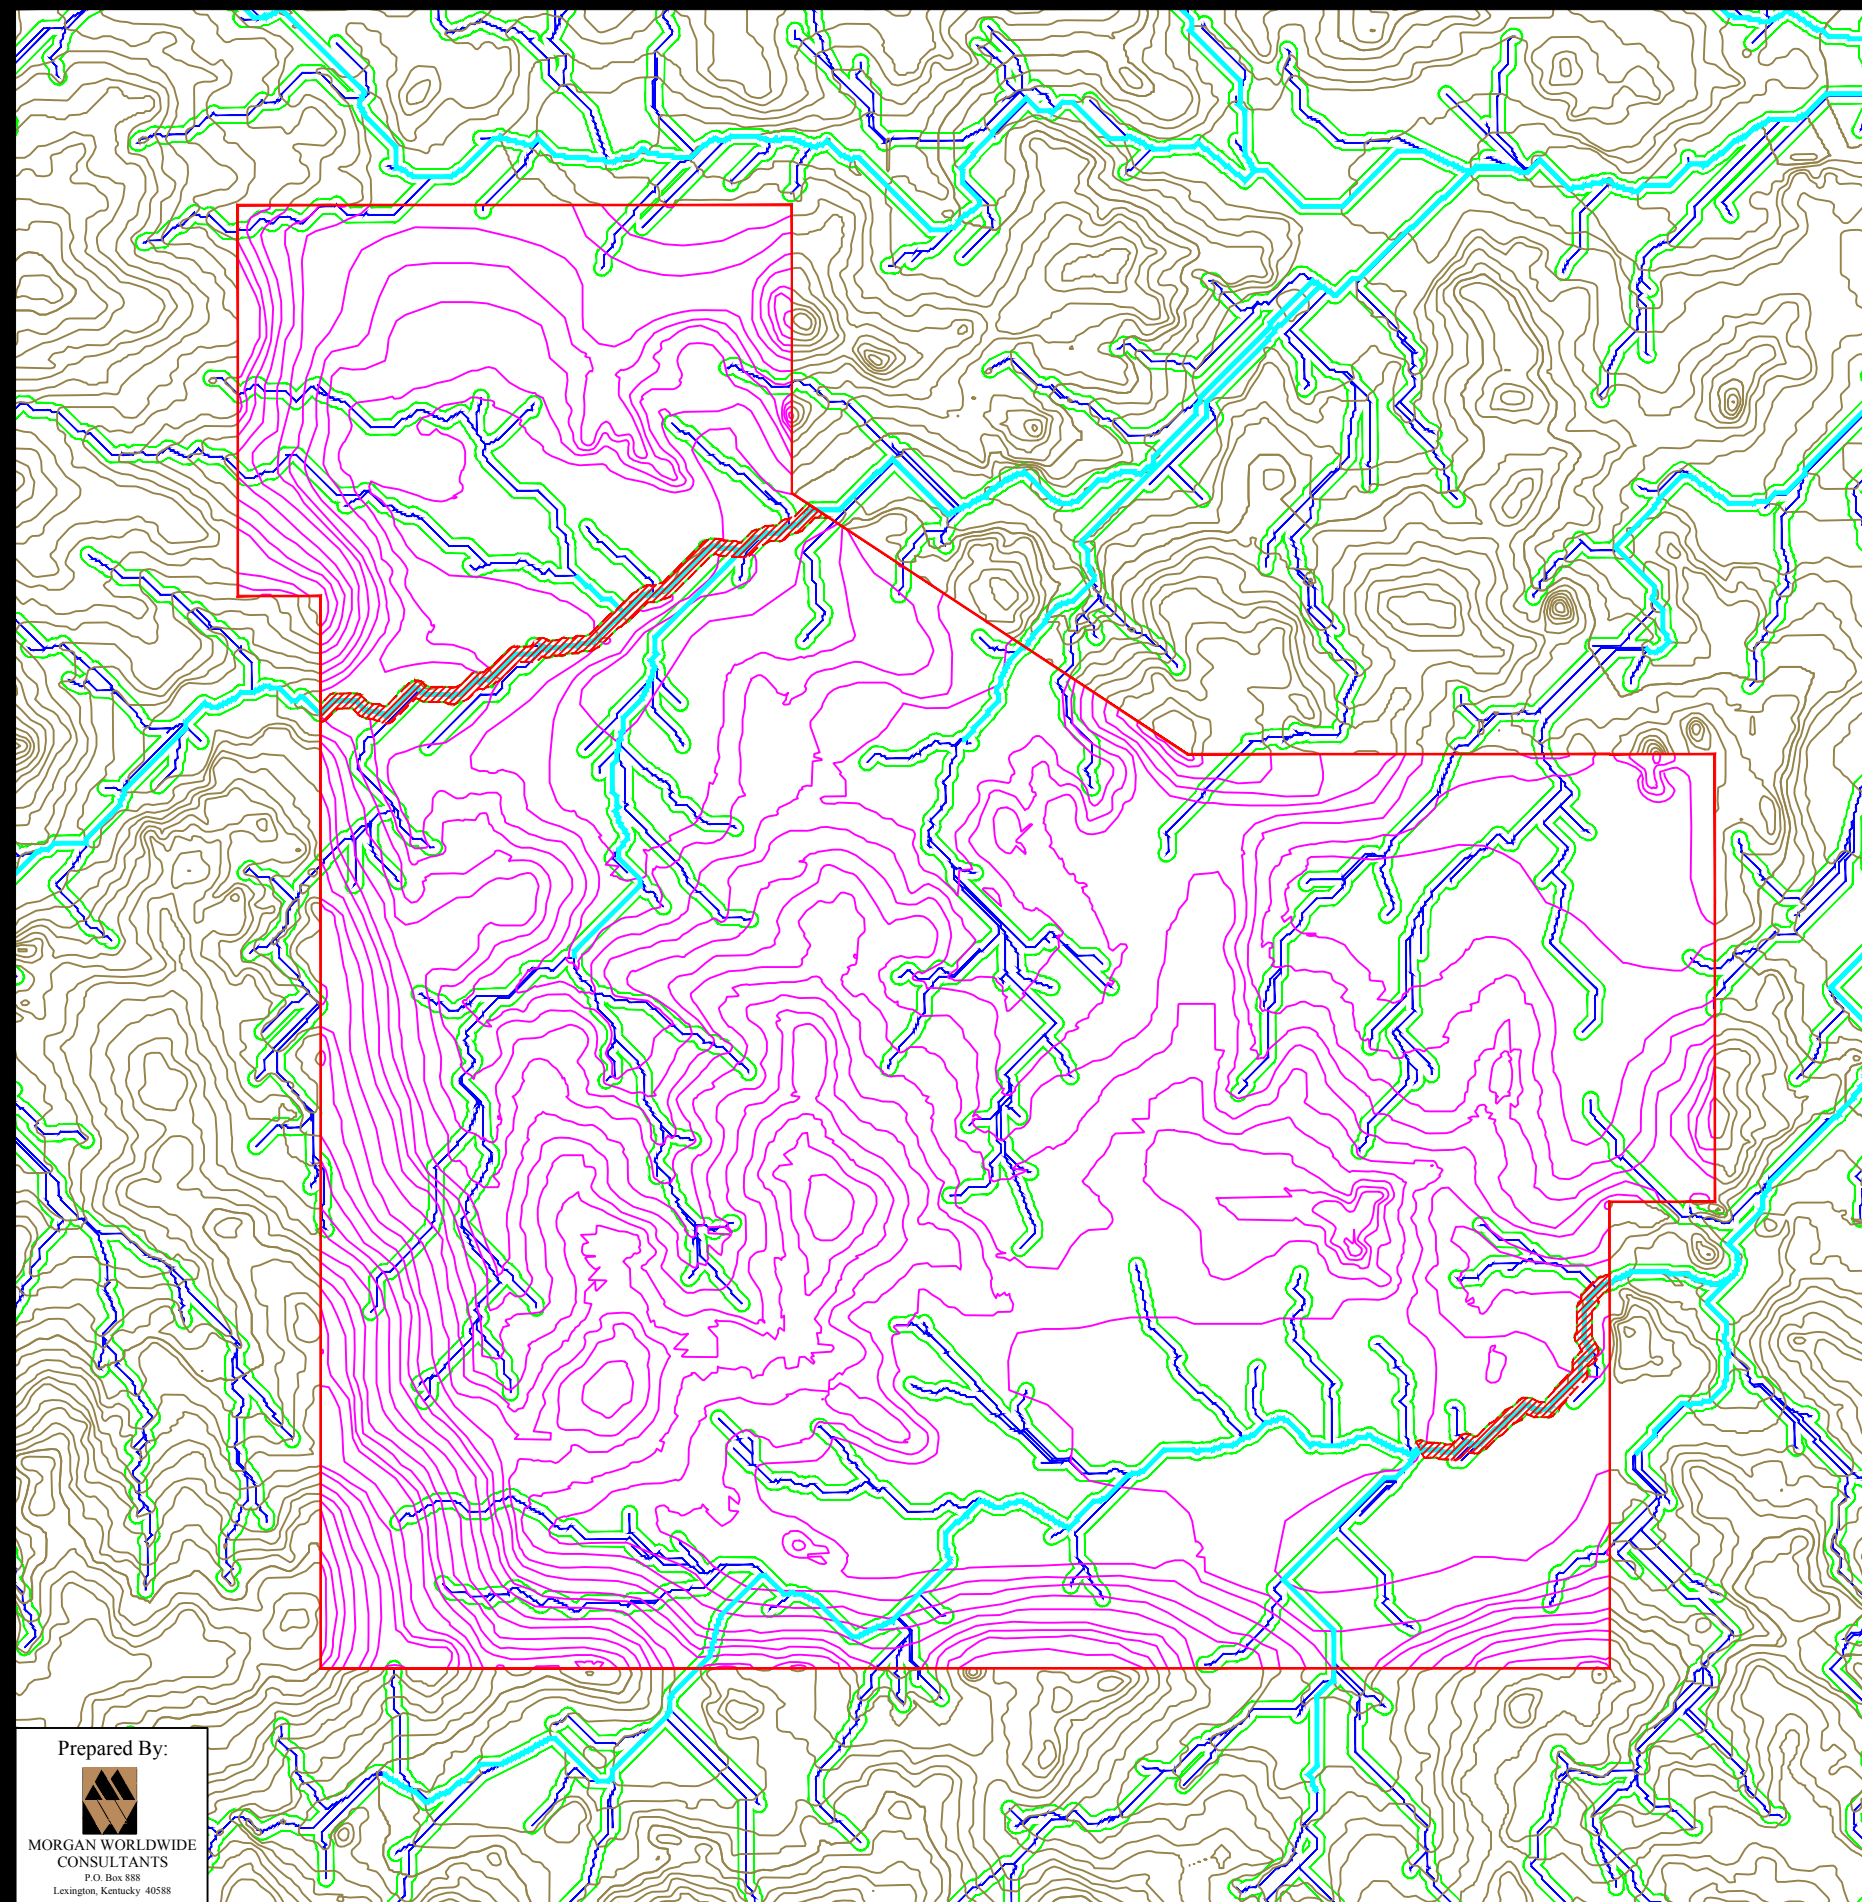 Prepared By:
MORGAN WORLDWIDE
CONSULTANTS
P.O. Box 888
Lexington, Kentucky 40588